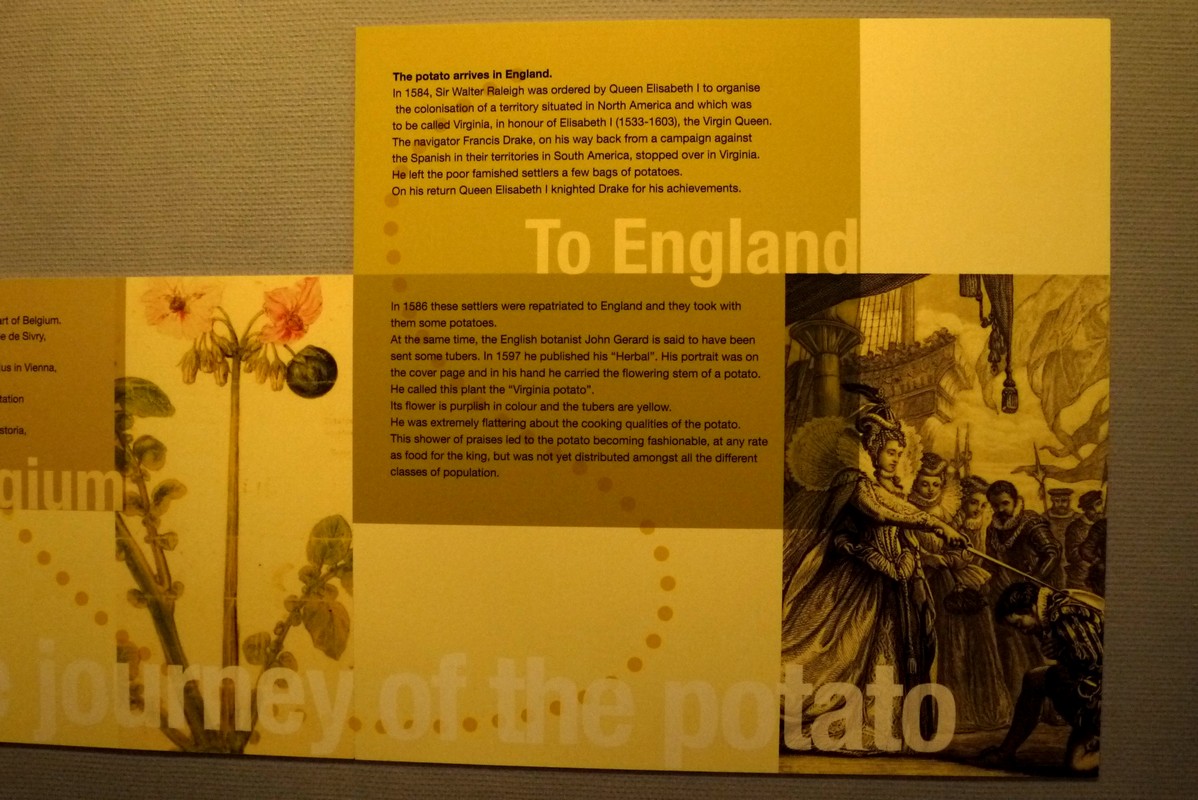 The potato arrives in England.
In 1584, Sir Walter Raleigh was ordered by Queen Elisabeth I to organise
the colonisation of a territory situated in North America and which was
to be called Virginia, in honour of Elisabeth I (1533-1603), the Virgin Queen.
The navigator Francis Drake, on his way back from a campaign against
the Spanish in their territories in South America, stopped over in Virginia.
He left the poor famished settlers a few bags of potatoes.
On his return Queen Elisabeth I knighted Drake for his achievements.
To England
In 1586 these settlers were repatriated to England and they took with
them some potatoes.
At the same time, the English botanist John Gerard is said to have been
sent some tubers. In 1597 he published his “Herbal”. His portrait was on
the cover page and in his hand he carried the flowering stem of a potato.
He called this plant the “Virginia potato”.
Its flower is purplish in colour and the tubers are yellow.
He was extremely flattering about the cooking qualities of the potato.
This shower of praises led to the potato becoming fashionable, at any rate
as food for the king, but was not yet distributed amongst all the different
classes of population.
art of Belgium.
e de Sivry,
us in Vienna,
tation
storia,
gium
e journey of the potato